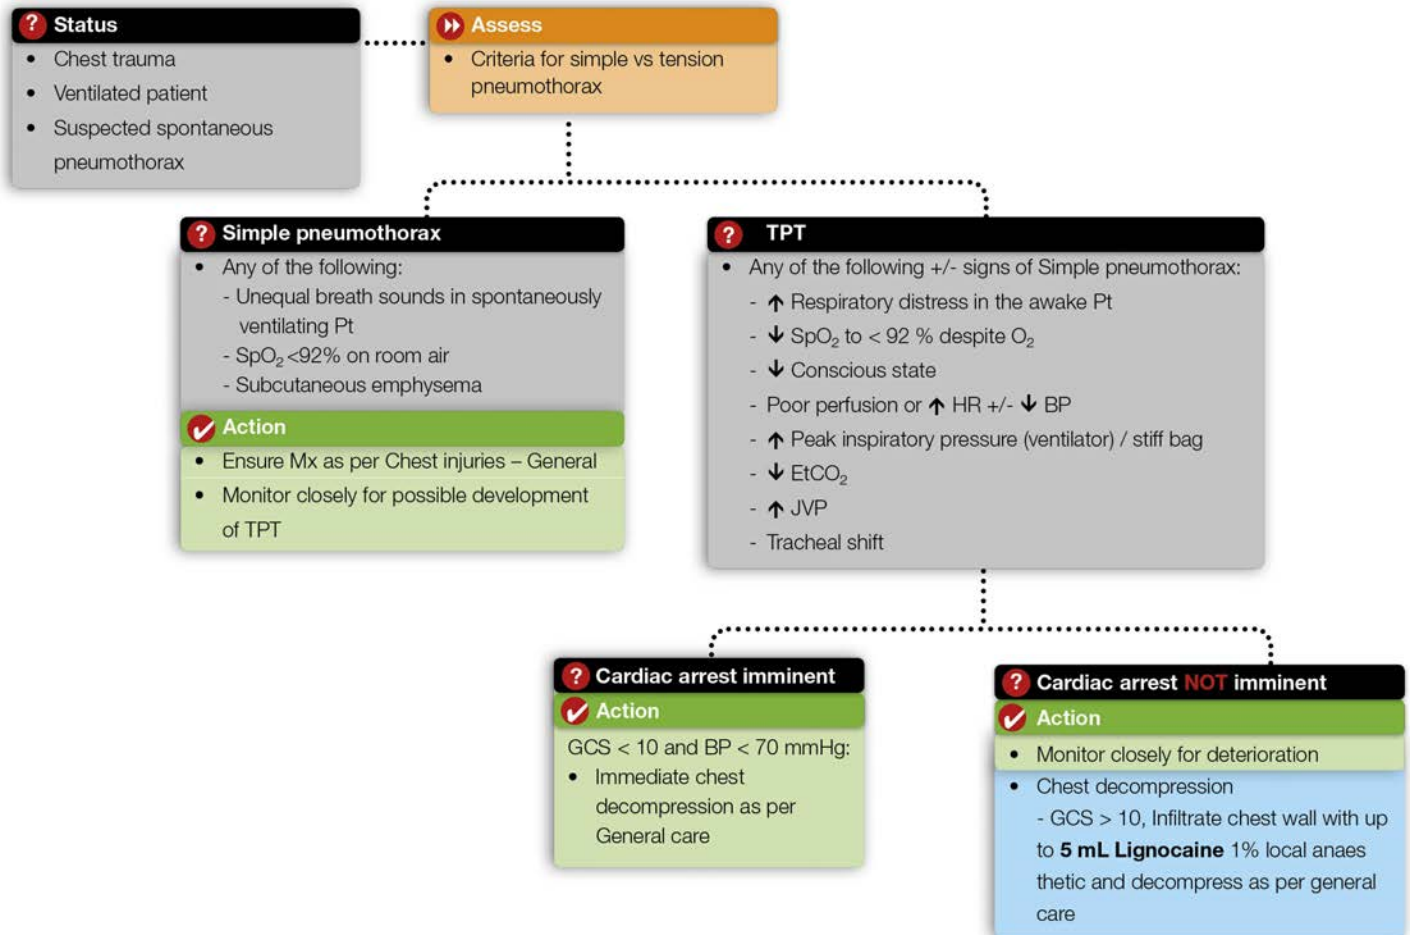 Status
• Chest trauma
• Ventilated patient
• Suspected spontaneous
pneumothorax
Assess
• Criteria for simple vs tension
pneumothorax
Simple pneumothorax
• Any of the following:
- Unequal breath sounds in spontaneously
ventilating Pt
- SpO₂ <92% on room air
- Subcutaneous emphysema
Action
• Ensure Mx as per Chest injuries – General
• Monitor closely for possible development
of TPT
TPT
• Any of the following +/- signs of Simple pneumothorax:
- ↑ Respiratory distress in the awake Pt
- ↓ SpO₂ to < 92 % despite O₂
- ↓ Conscious state
- Poor perfusion or ↑ HR +/- ↓ BP
- ↑ Peak inspiratory pressure (ventilator) / stiff bag
- ↓ EtCO₂
- ↑ JVP
- Tracheal shift
Cardiac arrest imminent
Action
GCS < 10 and BP < 70 mmHg:
• Immediate chest
decompression as per
General care
Cardiac arrest NOT imminent
Action
• Monitor closely for deterioration
• Chest decompression
- GCS > 10, Infiltrate chest wall with up
to 5 mL Lignocaine 1% local anaes
thetic and decompress as per general
care